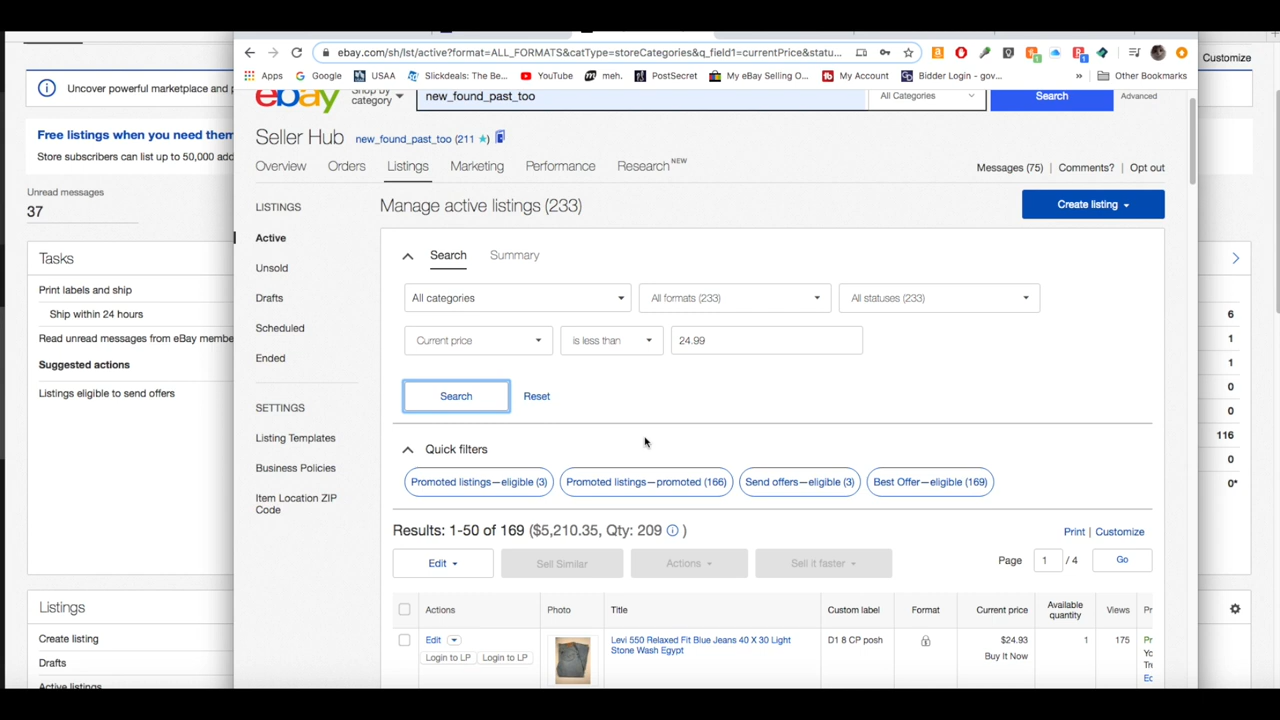 ebay.com/sh/lst/active?format=ALL_FORMATS&catType=storeCategories&q_field1=currentPrice&statu...
Apps Google USAA Slickdeals: The Be... YouTube meh. PostSecret My eBay Selling O... My Account Bidder Login - gov... » Other Bookmarks
Customize
Uncover powerful marketplace and p
Free listings when you need them
Store subscribers can list up to 50,000 add
Unread messages
37
Tasks
Print labels and ship
Ship within 24 hours
Read unread messages from eBay membe
Suggested actions
Listings eligible to send offers
Listings
Create listing
Drafts
Active listings
6
1
1
0
0
116
0
0*
ebay Shop by category new_found_past_too All Categories Search Advanced
Seller Hub new_found_past_too (211 ★)
Overview Orders Listings Marketing Performance Research NEW
Messages (75) | Comments? | Opt out
LISTINGS
Active
Unsold
Drafts
Scheduled
Ended
SETTINGS
Listing Templates
Business Policies
Item Location ZIP
Code
Manage active listings (233)
Create listing
Search Summary
All categories All formats (233) All statuses (233)
Current price is less than 24.99
Search Reset
Quick filters
Promoted listings—eligible (3) Promoted listings—promoted (166) Send offers—eligible (3) Best Offer—eligible (169)
Results: 1-50 of 169 ($5,210.35, Qty: 209 )
Print | Customize
Edit Sell Similar Actions Sell it faster Page 1 / 4 Go
Actions Photo Title Custom label Format Current price Available quantity Views Pr
Edit Levi 550 Relaxed Fit Blue Jeans 40 X 30 Light D1 8 CP posh $24.93 1 175 Pr
Login to LP Login to LP Stone Wash Egypt Buy It Now Yc
Tr
Ec